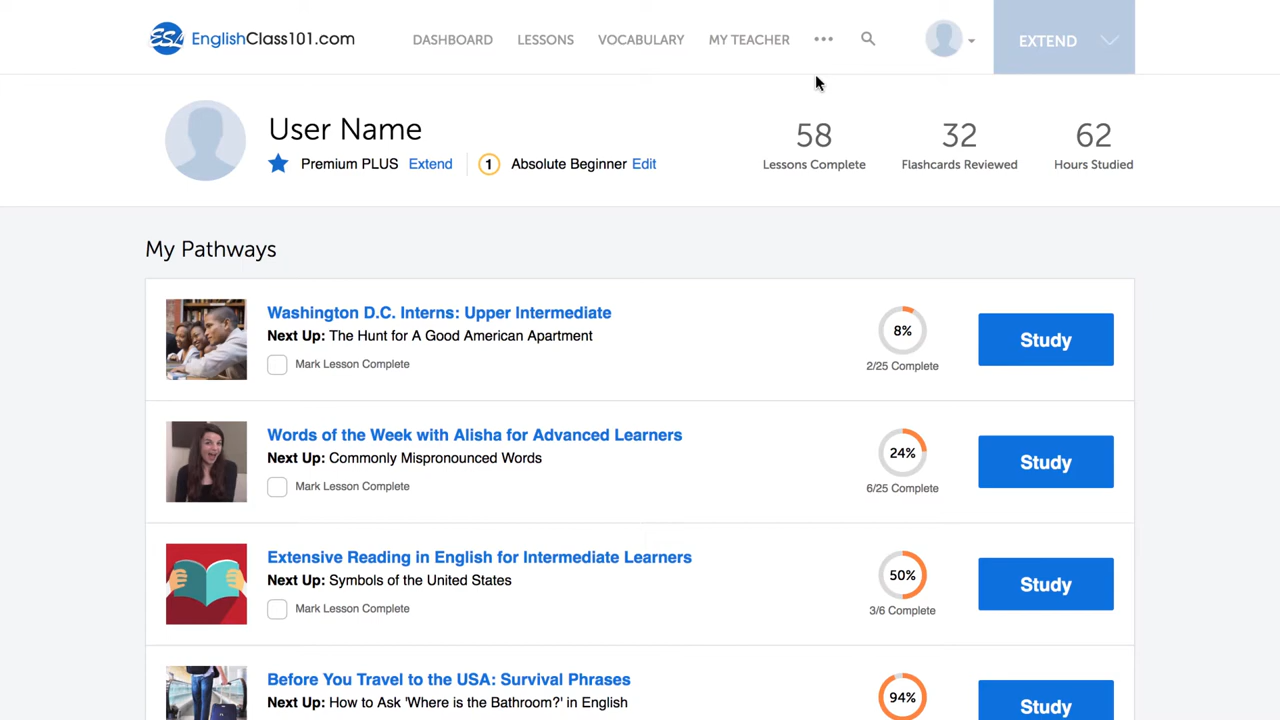 ESL EnglishClass101.com DASHBOARD LESSONS VOCABULARY MY TEACHER EXTEND
User Name
Premium PLUS Extend 1 Absolute Beginner Edit
58 32 62
Lessons Complete Flashcards Reviewed Hours Studied
My Pathways
Washington D.C. Interns: Upper Intermediate
Next Up: The Hunt for A Good American Apartment
Mark Lesson Complete
8%
2/25 Complete
Study
Words of the Week with Alisha for Advanced Learners
Next Up: Commonly Mispronounced Words
Mark Lesson Complete
24%
6/25 Complete
Study
Extensive Reading in English for Intermediate Learners
Next Up: Symbols of the United States
Mark Lesson Complete
50%
3/6 Complete
Study
Before You Travel to the USA: Survival Phrases
Next Up: How to Ask 'Where is the Bathroom?' in English
94%
Study